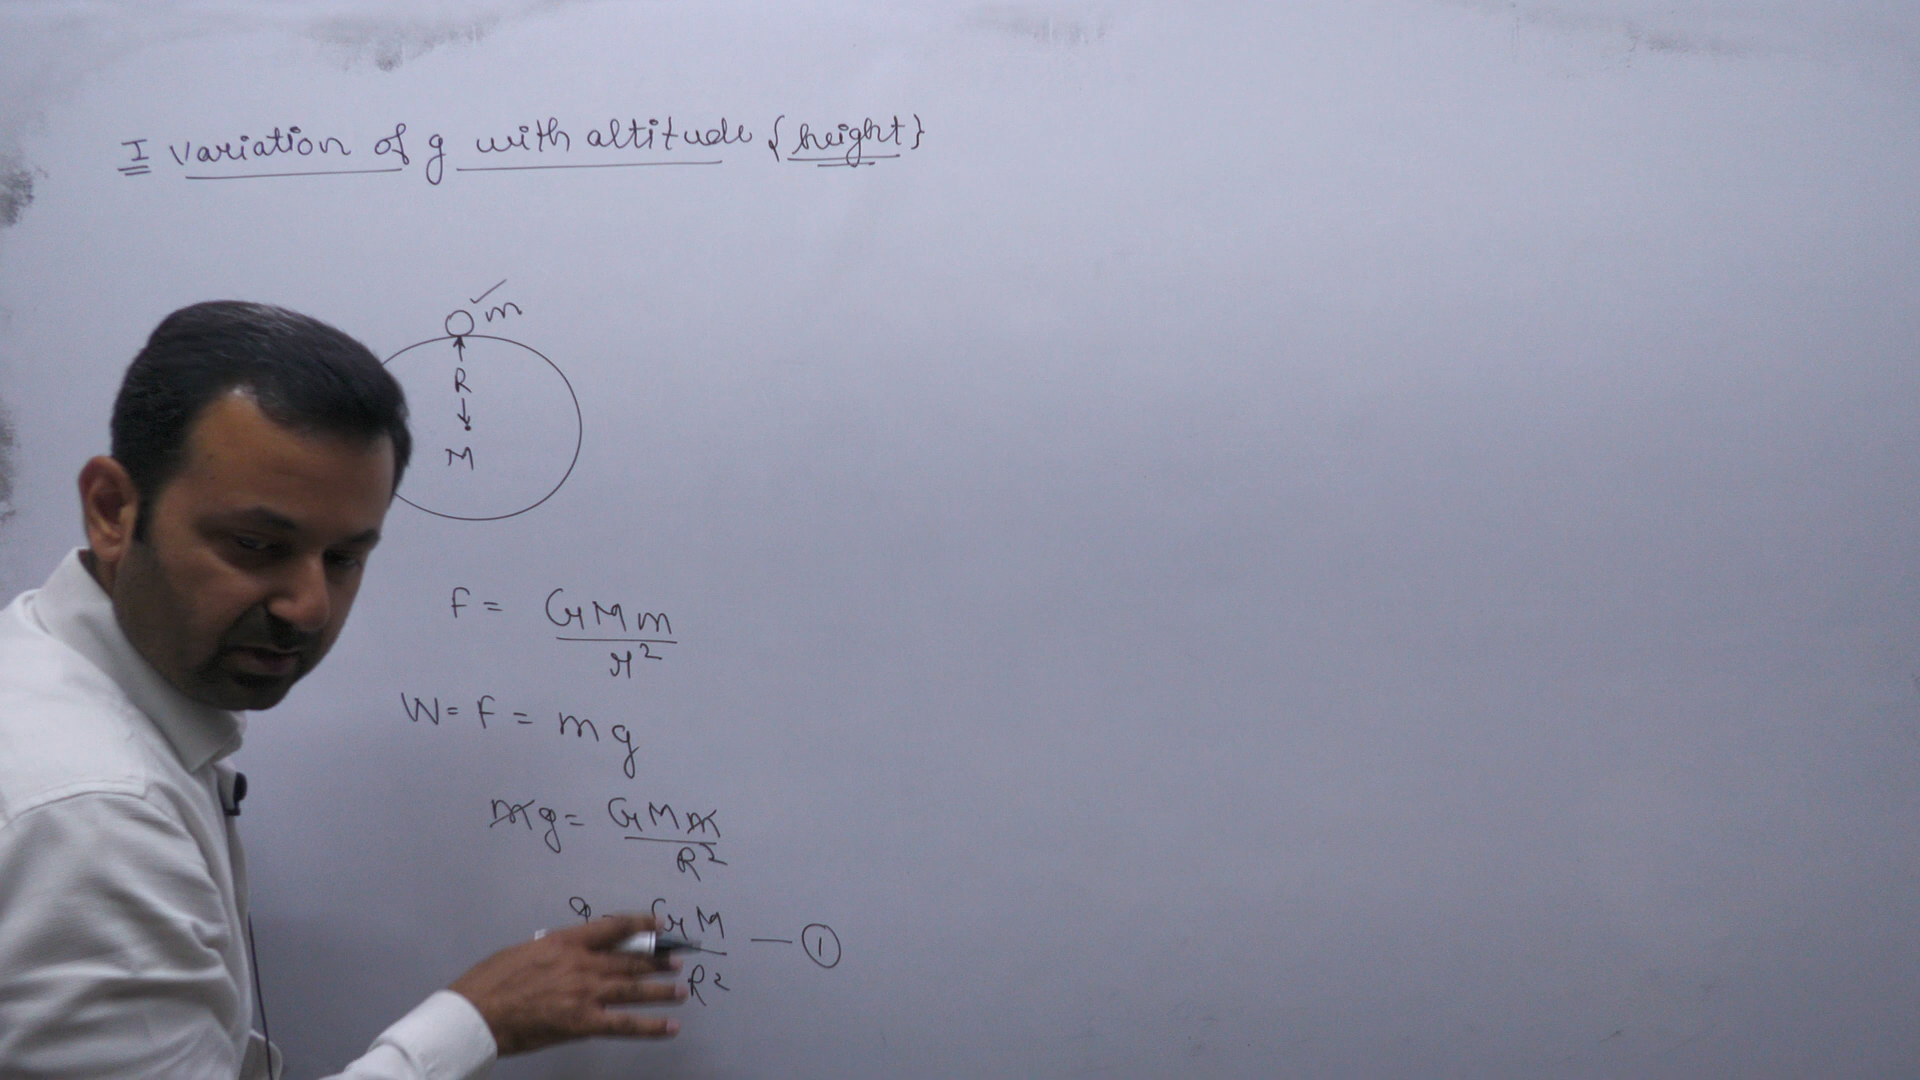 I Variation of g with altitude {height}
m
R
M
F = GMm / r²
W = F = mg
mg = GMm / R²
g = GM / R² — ①